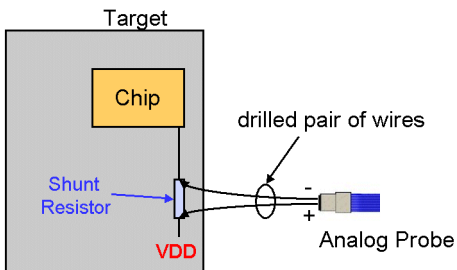 Target
Chip
drilled pair of wires
Shunt
Resistor
-
+
VDD
Analog Probe